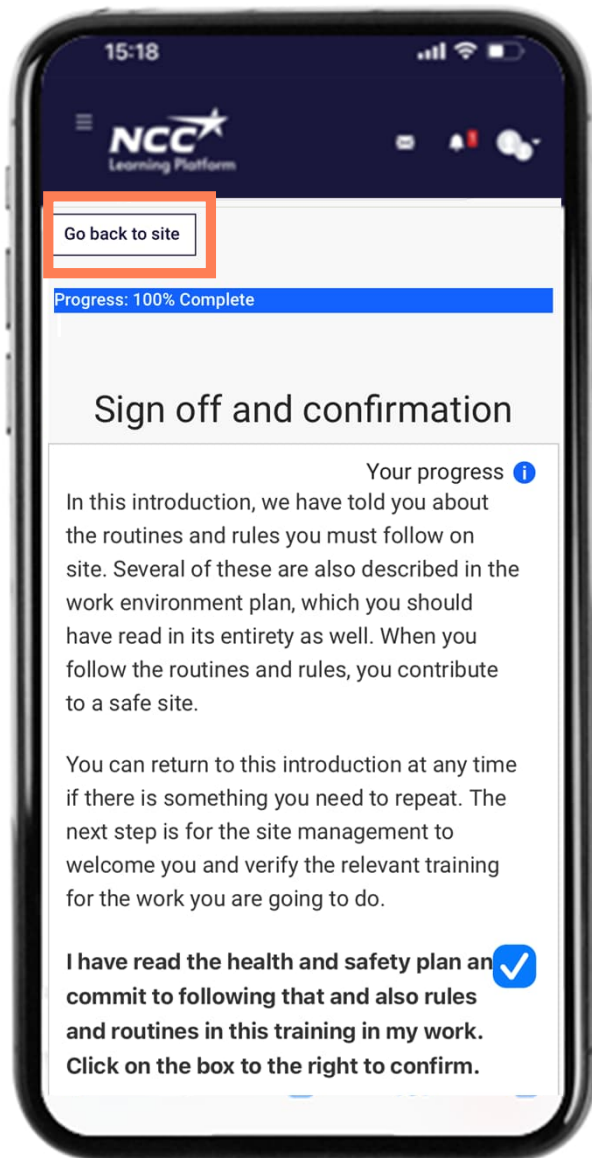 15:18
NCC
Learning Platform
Go back to site
Progress: 100% Complete
Sign off and confirmation
Your progress
In this introduction, we have told you about
the routines and rules you must follow on
site. Several of these are also described in the
work environment plan, which you should
have read in its entirety as well. When you
follow the routines and rules, you contribute
to a safe site.
You can return to this introduction at any time
if there is something you need to repeat. The
next step is for the site management to
welcome you and verify the relevant training
for the work you are going to do.
I have read the health and safety plan an
commit to following that and also rules
and routines in this training in my work.
Click on the box to the right to confirm.